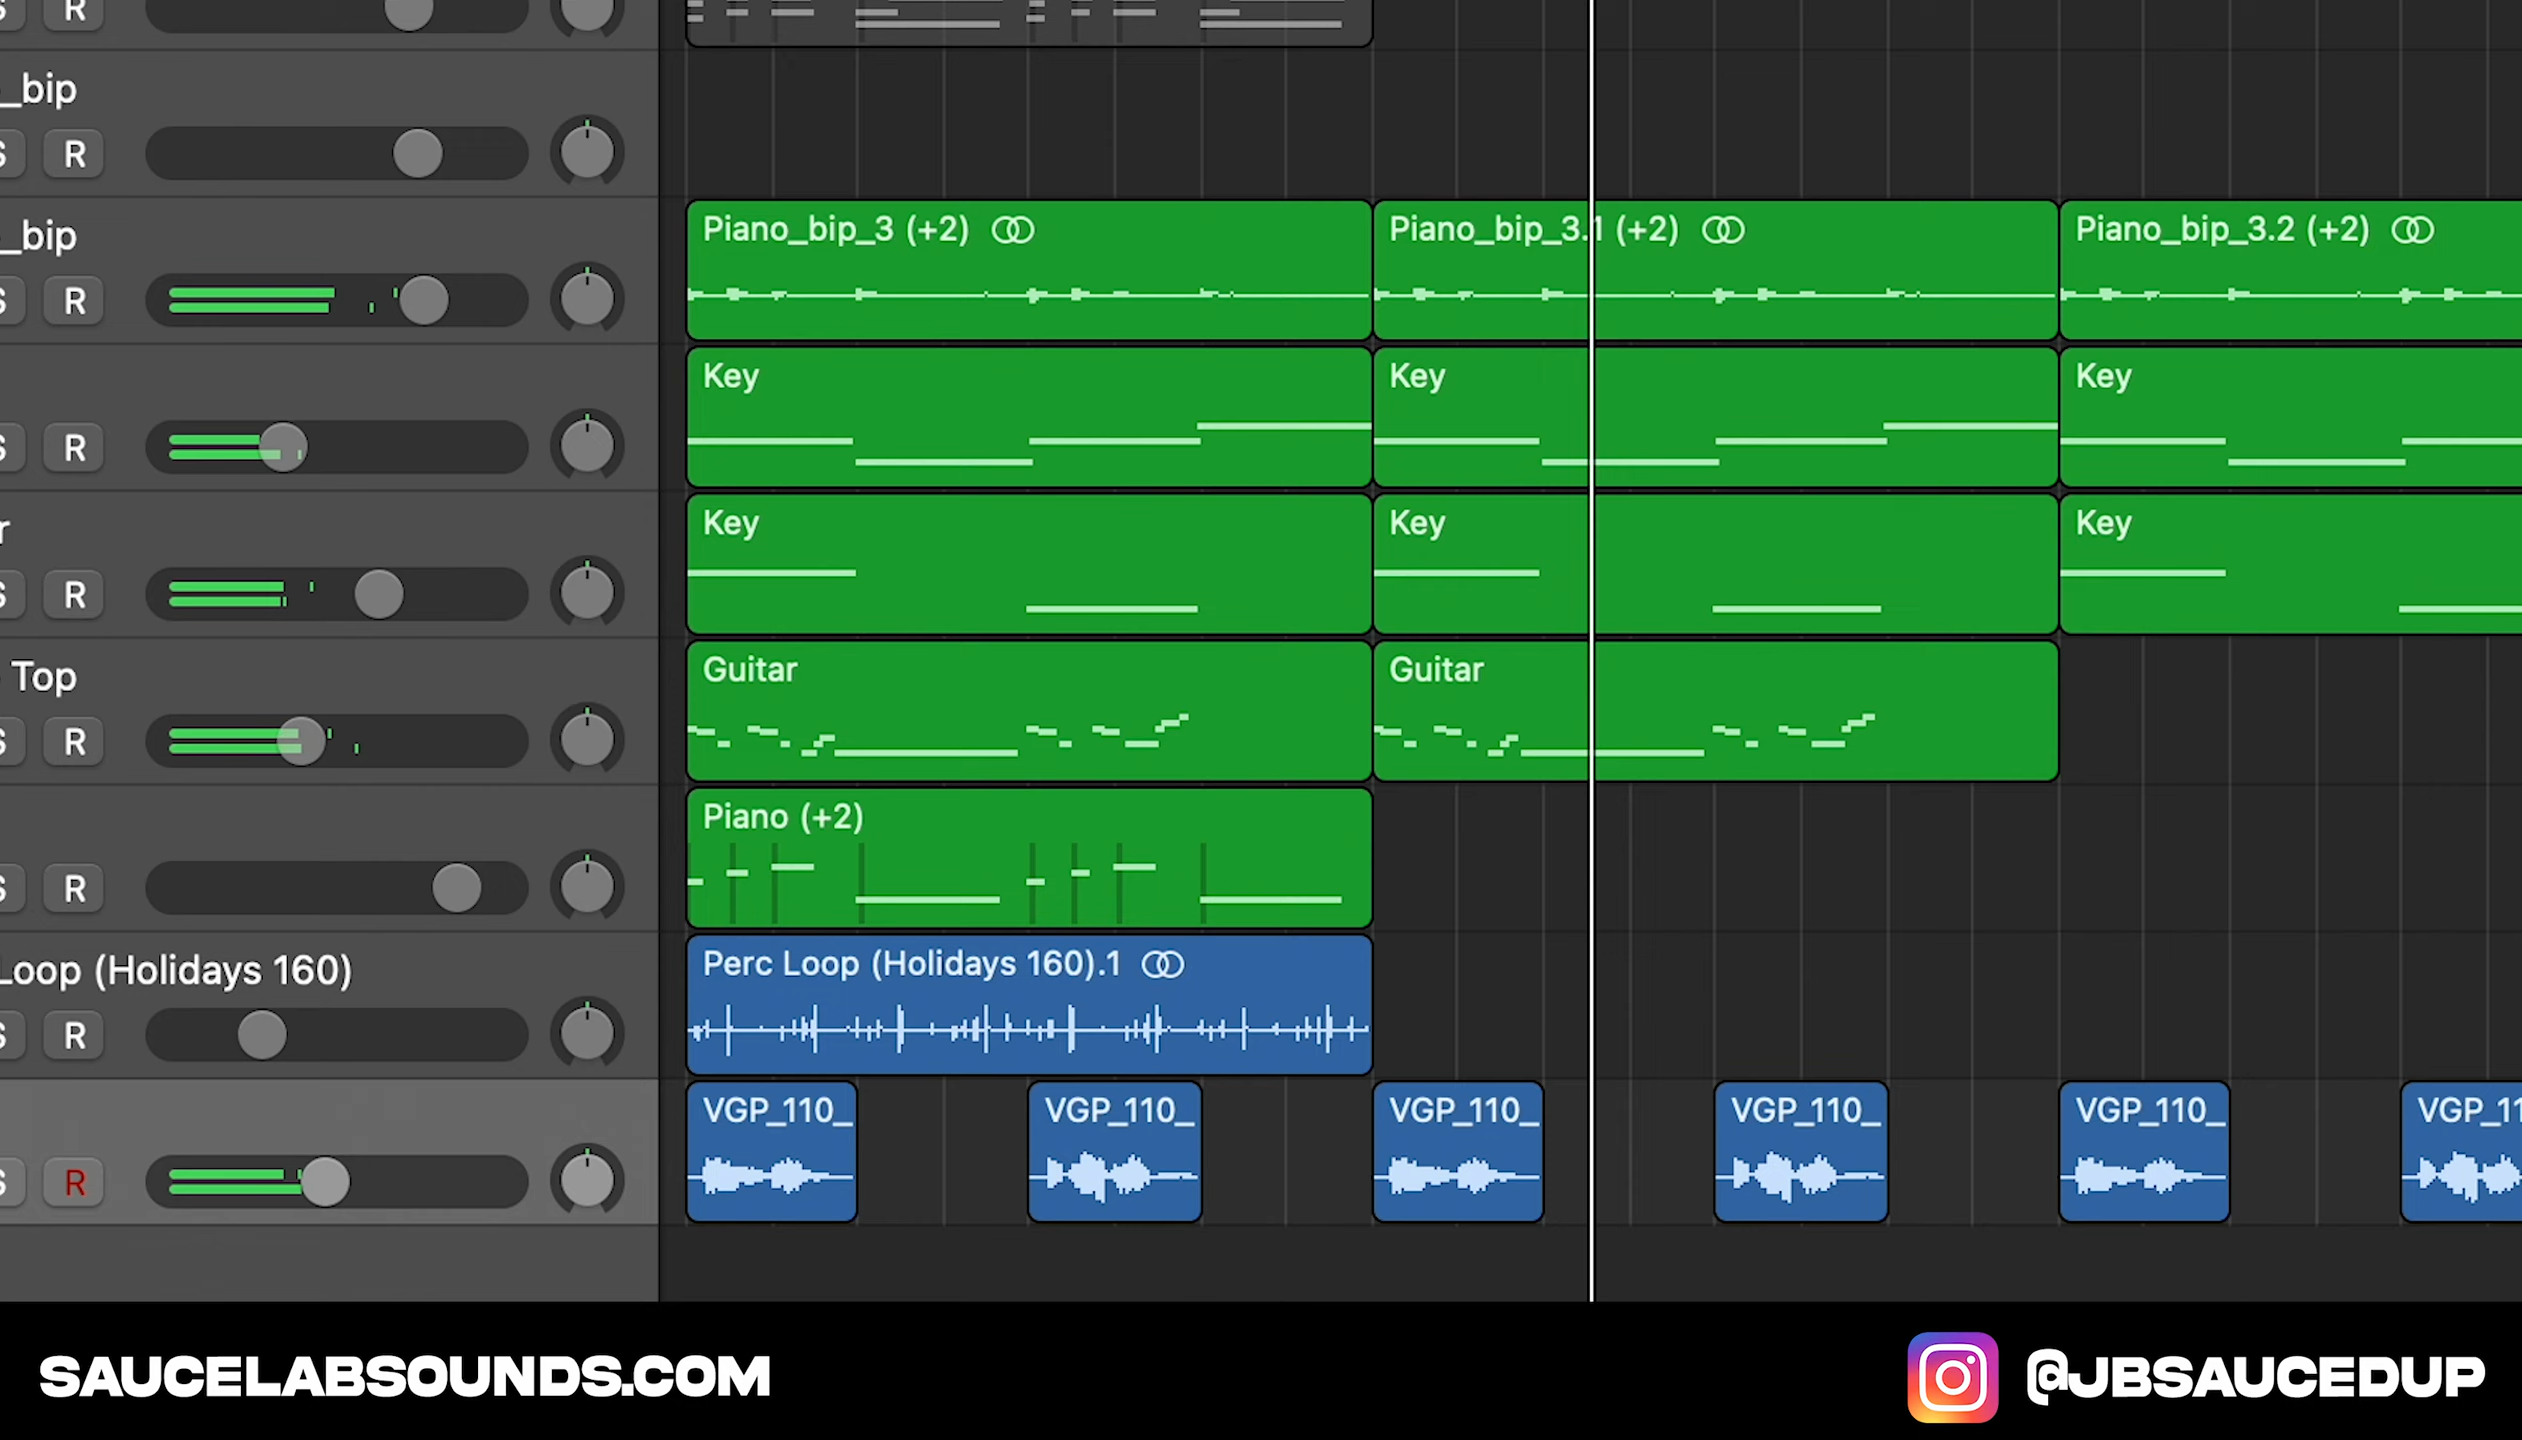 R
_bip
S R
_bip
S R
Piano_bip_3 (+2)
Piano_bip_3.1 (+2)
Piano_bip_3.2 (+2)
S R
Key
Key
Key
r
S R
Key
Key
Key
Top
S R
Guitar
Guitar
S R
Piano (+2)
Loop (Holidays 160)
S R
Perc Loop (Holidays 160).1
S R
VGP_110_
VGP_110_
VGP_110_
VGP_110_
VGP_110_
VGP_11
SAUCELABSOUNDS.COM
@JBSAUCEDUP